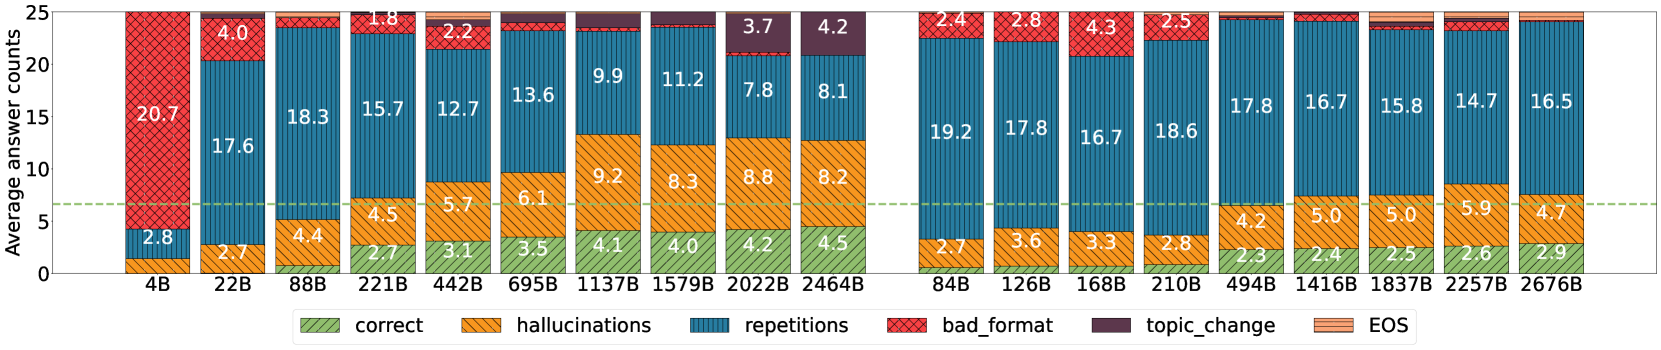 Average answer counts
25
20
15
10
5
0
20.7 4.0 1.8 2.2 3.7 4.2 2.4 2.8 4.3 2.5
2.8 17.6 18.3 15.7 12.7 13.6 9.9 11.2 7.8 8.1 19.2 17.8 16.7 18.6 17.8 16.7 15.8 14.7 16.5
2.7 4.4 4.5 5.7 6.1 9.2 8.3 8.8 8.2 2.7 3.6 3.3 2.8 4.2 5.0 5.0 5.9 4.7
2.7 3.1 3.5 4.1 4.0 4.2 4.5 2.3 2.4 2.5 2.6 2.9
4B 22B 88B 221B 442B 695B 1137B 1579B 2022B 2464B 84B 126B 168B 210B 494B 1416B 1837B 2257B 2676B
correct hallucinations repetitions bad_format topic_change EOS